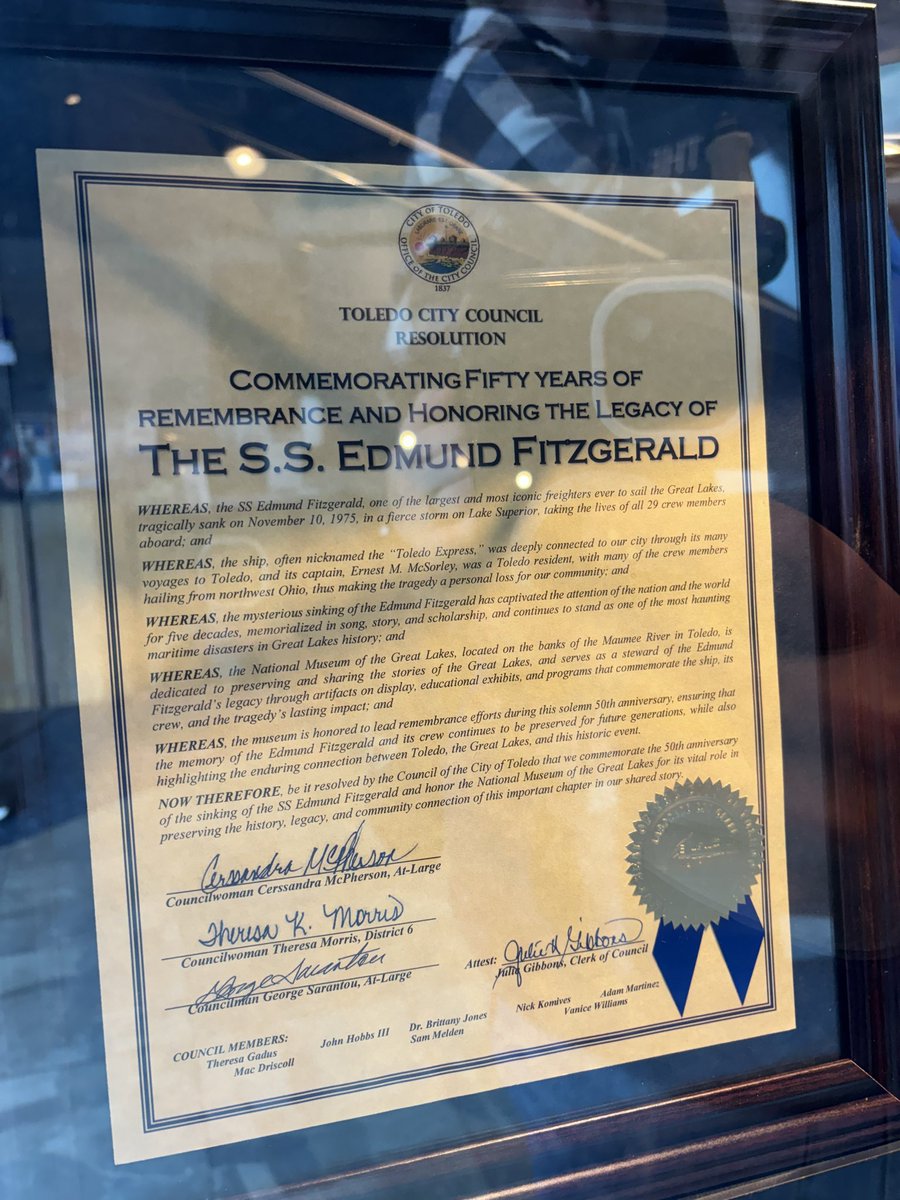 CITY OF TOLEDO
OFFICE OF THE CITY COUNCIL
1837
TOLEDO CITY COUNCIL
RESOLUTION
COMMEMORATING FIFTY YEARS OF
REMEMBRANCE AND HONORING THE LEGACY OF
THE S.S. EDMUND FITZGERALD
WHEREAS, the SS Edmund Fitzgerald, one of the largest and most iconic freighters ever to sail the Great Lakes,
tragically sank on November 10, 1975, in a fierce storm on Lake Superior, taking the lives of all 29 crew members
aboard; and
WHEREAS, the ship, often nicknamed the "Toledo Express," was deeply connected to our city through its many
voyages to Toledo, and its captain, Ernest M. McSorley, was a Toledo resident, with many of the crew members
hailing from northwest Ohio, thus making the tragedy a personal loss for our community; and
WHEREAS, the mysterious sinking of the Edmund Fitzgerald has captivated the attention of the nation and the world
for five decades, memorialized in song, story, and scholarship, and continues to stand as one of the most haunting
maritime disasters in Great Lakes history; and
WHEREAS, the National Museum of the Great Lakes, located on the banks of the Maumee River in Toledo, is
dedicated to preserving and sharing the stories of the Great Lakes, and serves as a steward of the Edmund
Fitzgerald's legacy through artifacts on display, educational exhibits, and programs that commemorate the ship, its
crew, and the tragedy's lasting impact; and
WHEREAS, the museum is honored to lead remembrance efforts during this solemn 50th anniversary, ensuring that
the memory of the Edmund Fitzgerald and its crew continues to be preserved for future generations, while also
highlighting the enduring connection between Toledo, the Great Lakes, and this historic event.
NOW THEREFORE, be it resolved by the Council of the City of Toledo that we commemorate the 50th anniversary
of the sinking of the SS Edmund Fitzgerald and honor the National Museum of the Great Lakes for its vital role in
preserving the history, legacy, and community connection of this important chapter in our shared story.
Cerssandra McPherson
Councilwoman Cerssandra McPherson, At-Large
Theresa K. Morris
Councilwoman Theresa Morris, District 6
George Sarantou
Councilman George Sarantou, At-Large
Attest: Julie Gibbons
Julie Gibbons, Clerk of Council
COUNCIL MEMBERS:
Theresa Gadus
Mac Driscoll
John Hobbs III
Dr. Brittany Jones
Sam Melden
Nick Komives
Vanice Williams
Adam Martinez